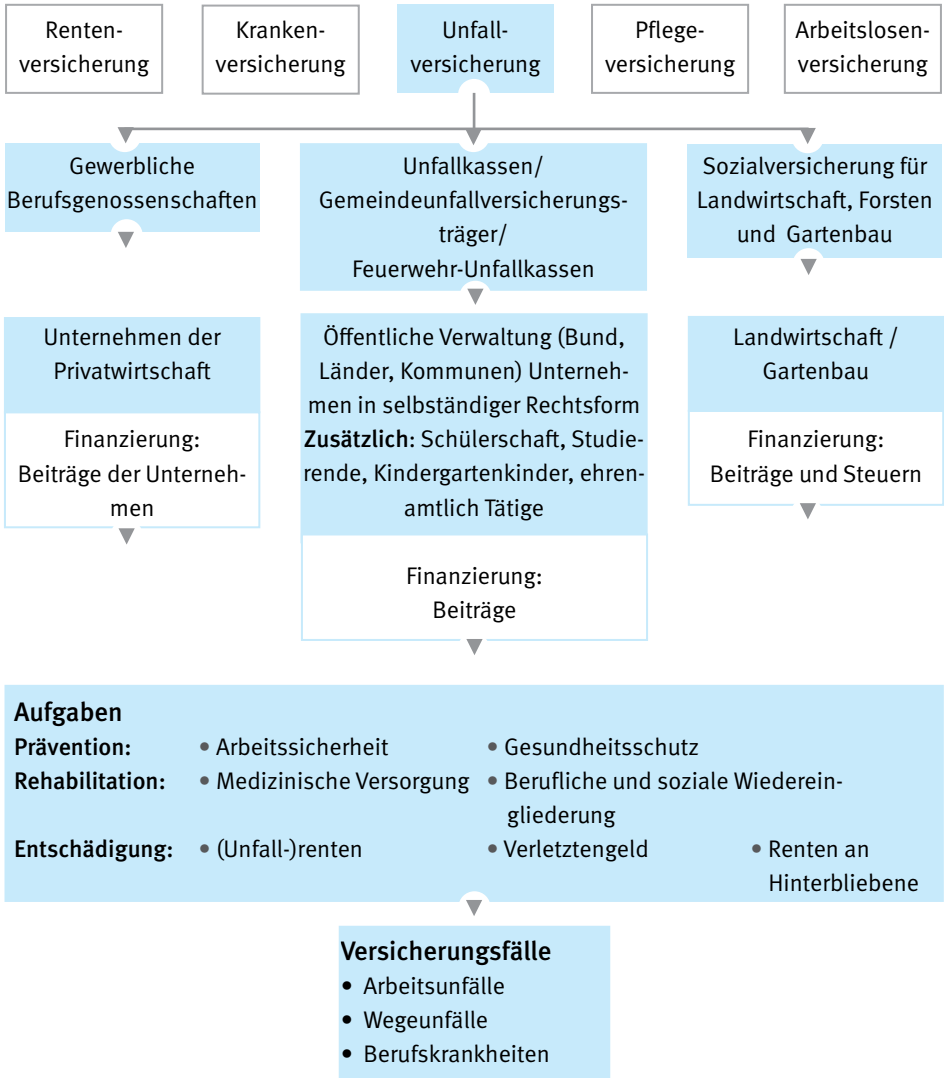 Renten-
versicherung
Kranken-
versicherung
Unfall-
versicherung
Pflege-
versicherung
Arbeitslosen-
versicherung
Gewerbliche
Berufsgenossenschaften
Unfallkassen/
Gemeindeunfallversicherungs-
träger/
Feuerwehr-Unfallkassen
Sozialversicherung für
Landwirtschaft, Forsten
und Gartenbau
Unternehmen der
Privatwirtschaft
Finanzierung:
Beiträge der Unterneh-
men
Öffentliche Verwaltung (Bund,
Länder, Kommunen) Unterneh-
men in selbständiger Rechtsform
Zusätzlich: Schülerschaft, Studie-
rende, Kindergartenkinder, ehren-
amtlich Tätige
Finanzierung:
Beiträge
Landwirtschaft /
Gartenbau
Finanzierung:
Beiträge und Steuern
Aufgaben
Prävention: • Arbeitssicherheit • Gesundheitsschutz
Rehabilitation: • Medizinische Versorgung • Berufliche und soziale Wiederein-
gliederung
Entschädigung: • (Unfall-)renten • Verletztengeld • Renten an
Hinterbliebene
Versicherungsfälle
• Arbeitsunfälle
• Wegeunfälle
• Berufskrankheiten